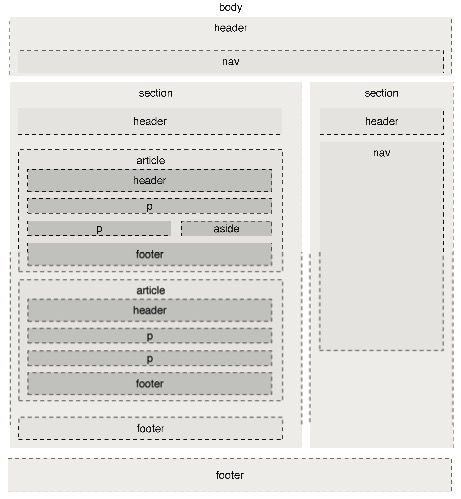 body
header
nav
section
header
article
header
p
p
aside
footer
article
header
p
p
footer
footer
section
header
nav
footer